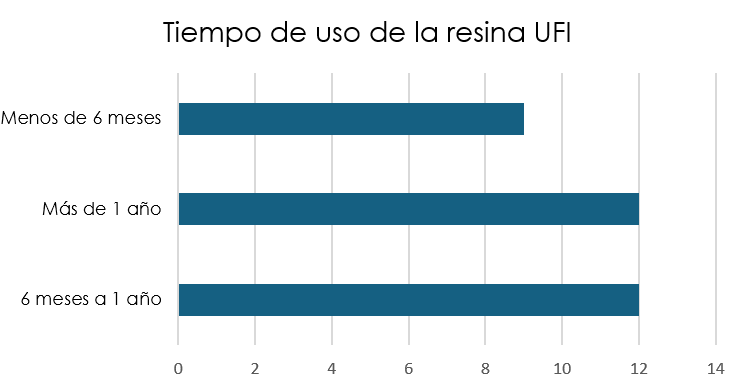 Tiempo de uso de la resina UFI
Menos de 6 meses
Más de 1 año
6 meses a 1 año
0 2 4 6 8 10 12 14